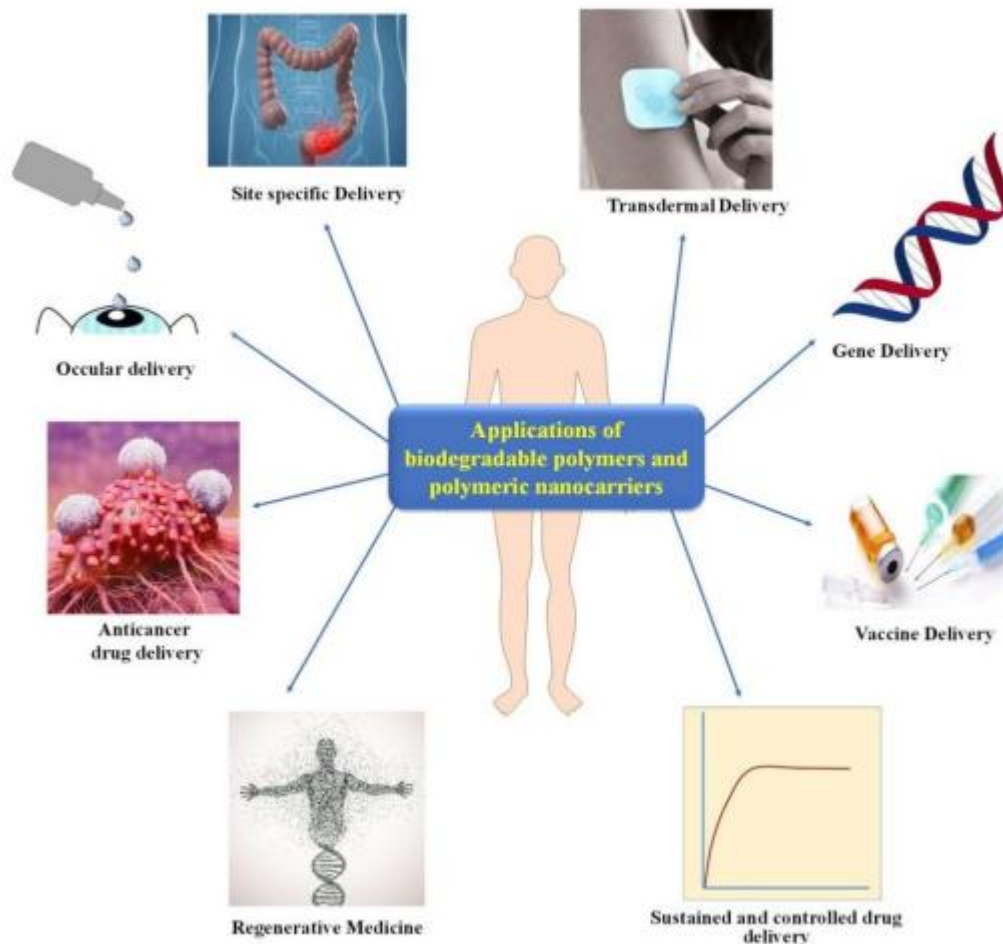 Site specific Delivery
Transdermal Delivery
Occular delivery
Gene Delivery
Applications of
biodegradable polymers and
polymeric nanocarriers
Anticancer
drug delivery
Vaccine Delivery
Regenerative Medicine
Sustained and controlled drug
delivery